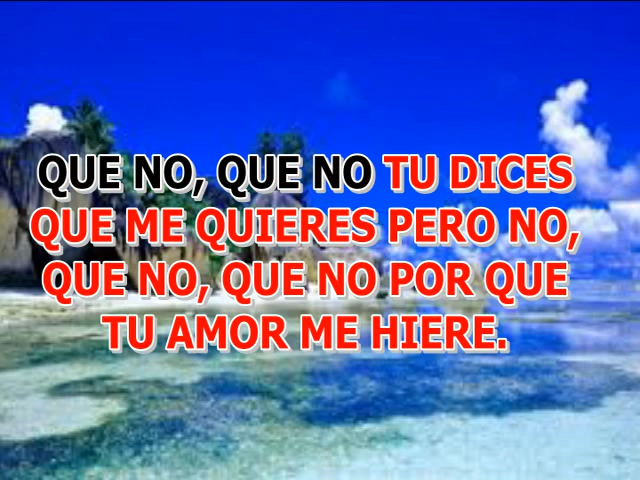 QUE NO, QUE NO TU DICES
QUE ME QUIERES PERO NO,
QUE NO, QUE NO POR QUE
TU AMOR ME HIERE.